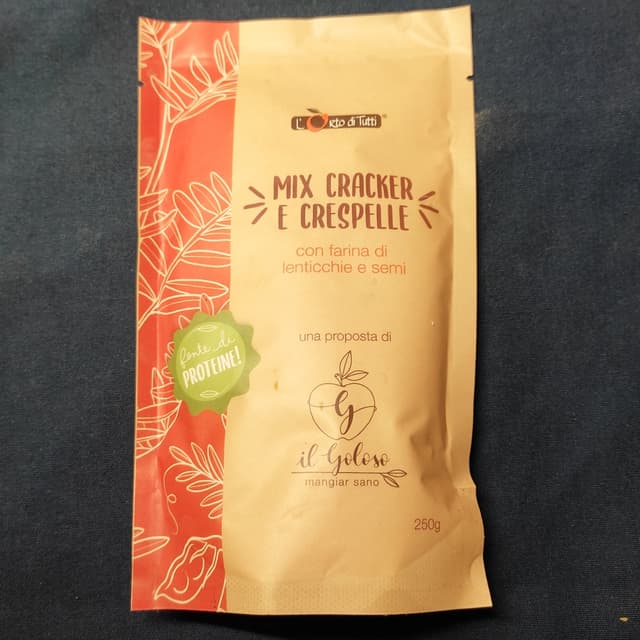 L'Orto di Tutti®
MIX CRACKER
E CRESPELLE
con farina di
lenticchie e semi
fonte di
PROTEINE!
una proposta di
G
il Goloso
mangiar sano
250g